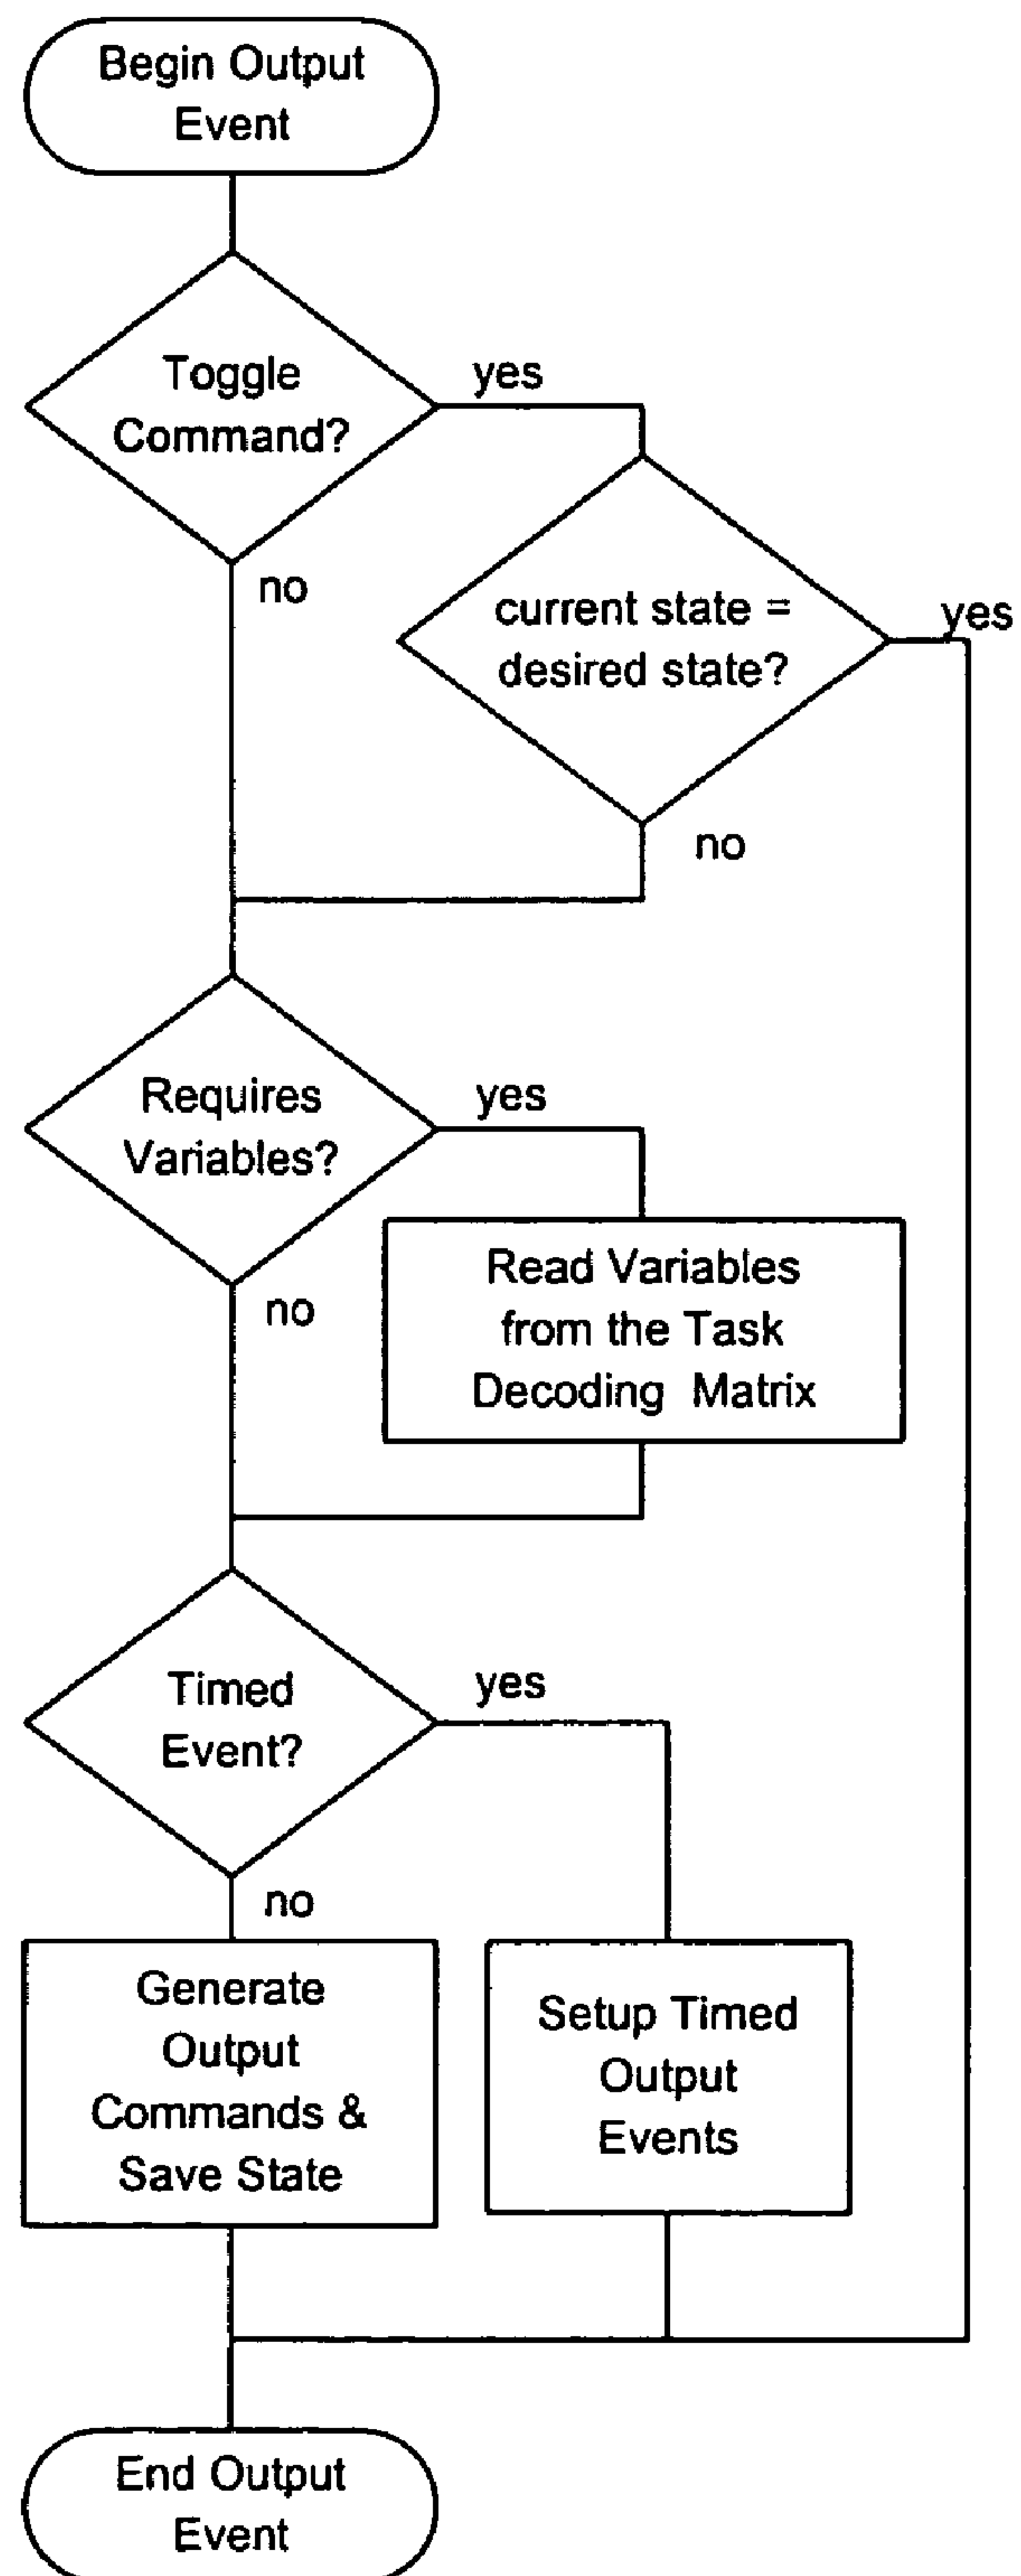 Begin Output
Event
Toggle
Command?
yes
no
current state =
desired state?
yes
no
Requires
Variables?
yes
no
Read Variables
from the Task
Decoding Matrix
Timed
Event?
yes
no
Generate
Output
Commands &
Save State
Setup Timed
Output
Events
End Output
Event